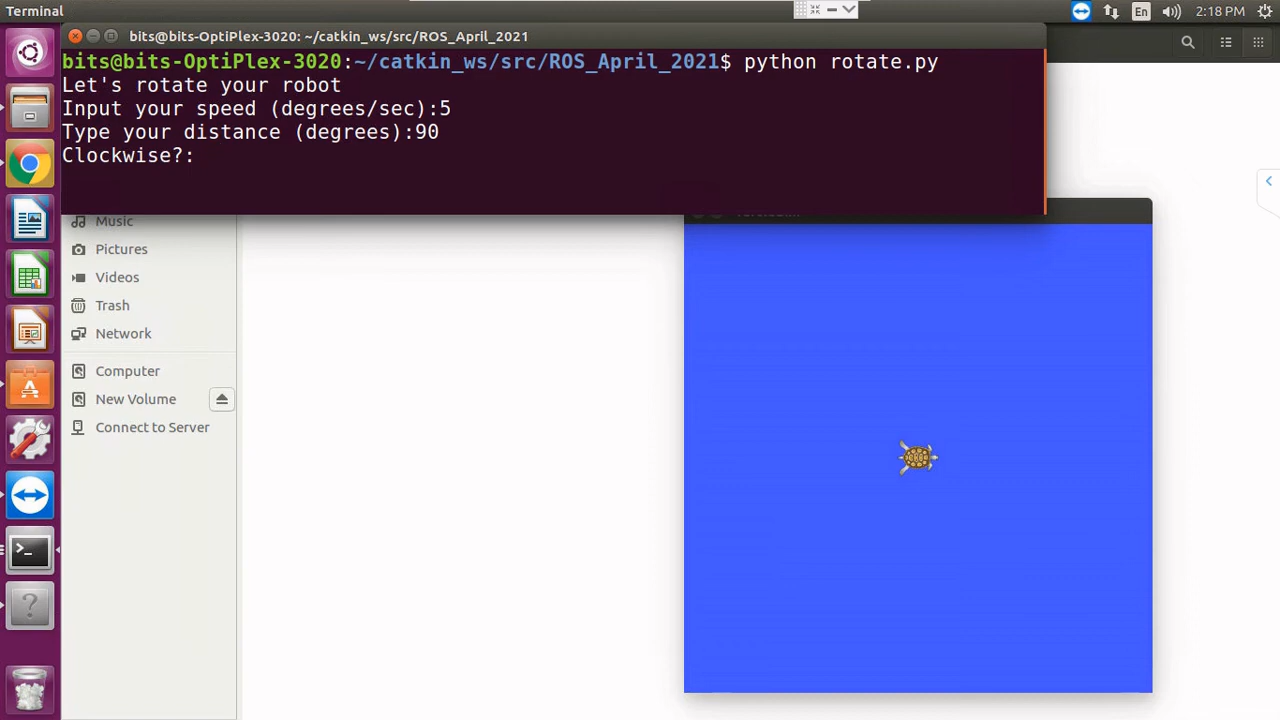 Terminal
En
2:18 PM
bits@bits-OptiPlex-3020: ~/catkin_ws/src/ROS_April_2021
bits@bits-OptiPlex-3020:~/catkin_ws/src/ROS_April_2021$ python rotate.py
Let's rotate your robot
Input your speed (degrees/sec):5
Type your distance (degrees):90
Clockwise?:
Music
Pictures
Videos
Trash
Network
Computer
New Volume
Connect to Server